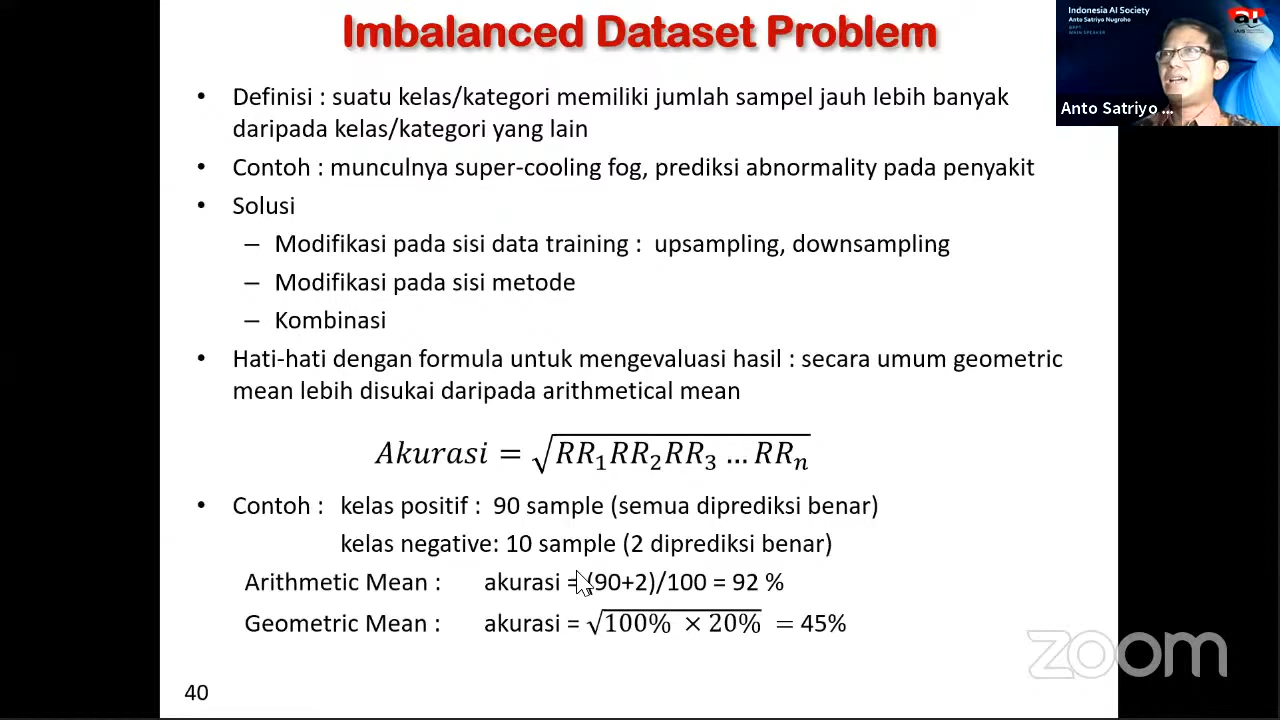 Imbalanced Dataset Problem
• Definisi : suatu kelas/kategori memiliki jumlah sampel jauh lebih banyak
daripada kelas/kategori yang lain
• Contoh : munculnya super-cooling fog, prediksi abnormality pada penyakit
• Solusi
– Modifikasi pada sisi data training : upsampling, downsampling
– Modifikasi pada sisi metode
– Kombinasi
• Hati-hati dengan formula untuk mengevaluasi hasil : secara umum geometric
mean lebih disukai daripada arithmetical mean
Akurasi = √RR₁RR₂RR₃ … RRₙ
• Contoh : kelas positif : 90 sample (semua diprediksi benar)
kelas negative: 10 sample (2 diprediksi benar)
Arithmetic Mean : akurasi = (90+2)/100 = 92 %
Geometric Mean : akurasi = √100% × 20% = 45%
40
Indonesia AI Society
Anto Satriyo Nugroho
BPPT
MAIN SPEAKER
ai
IAIS
Anto Satriyo ...
zoom